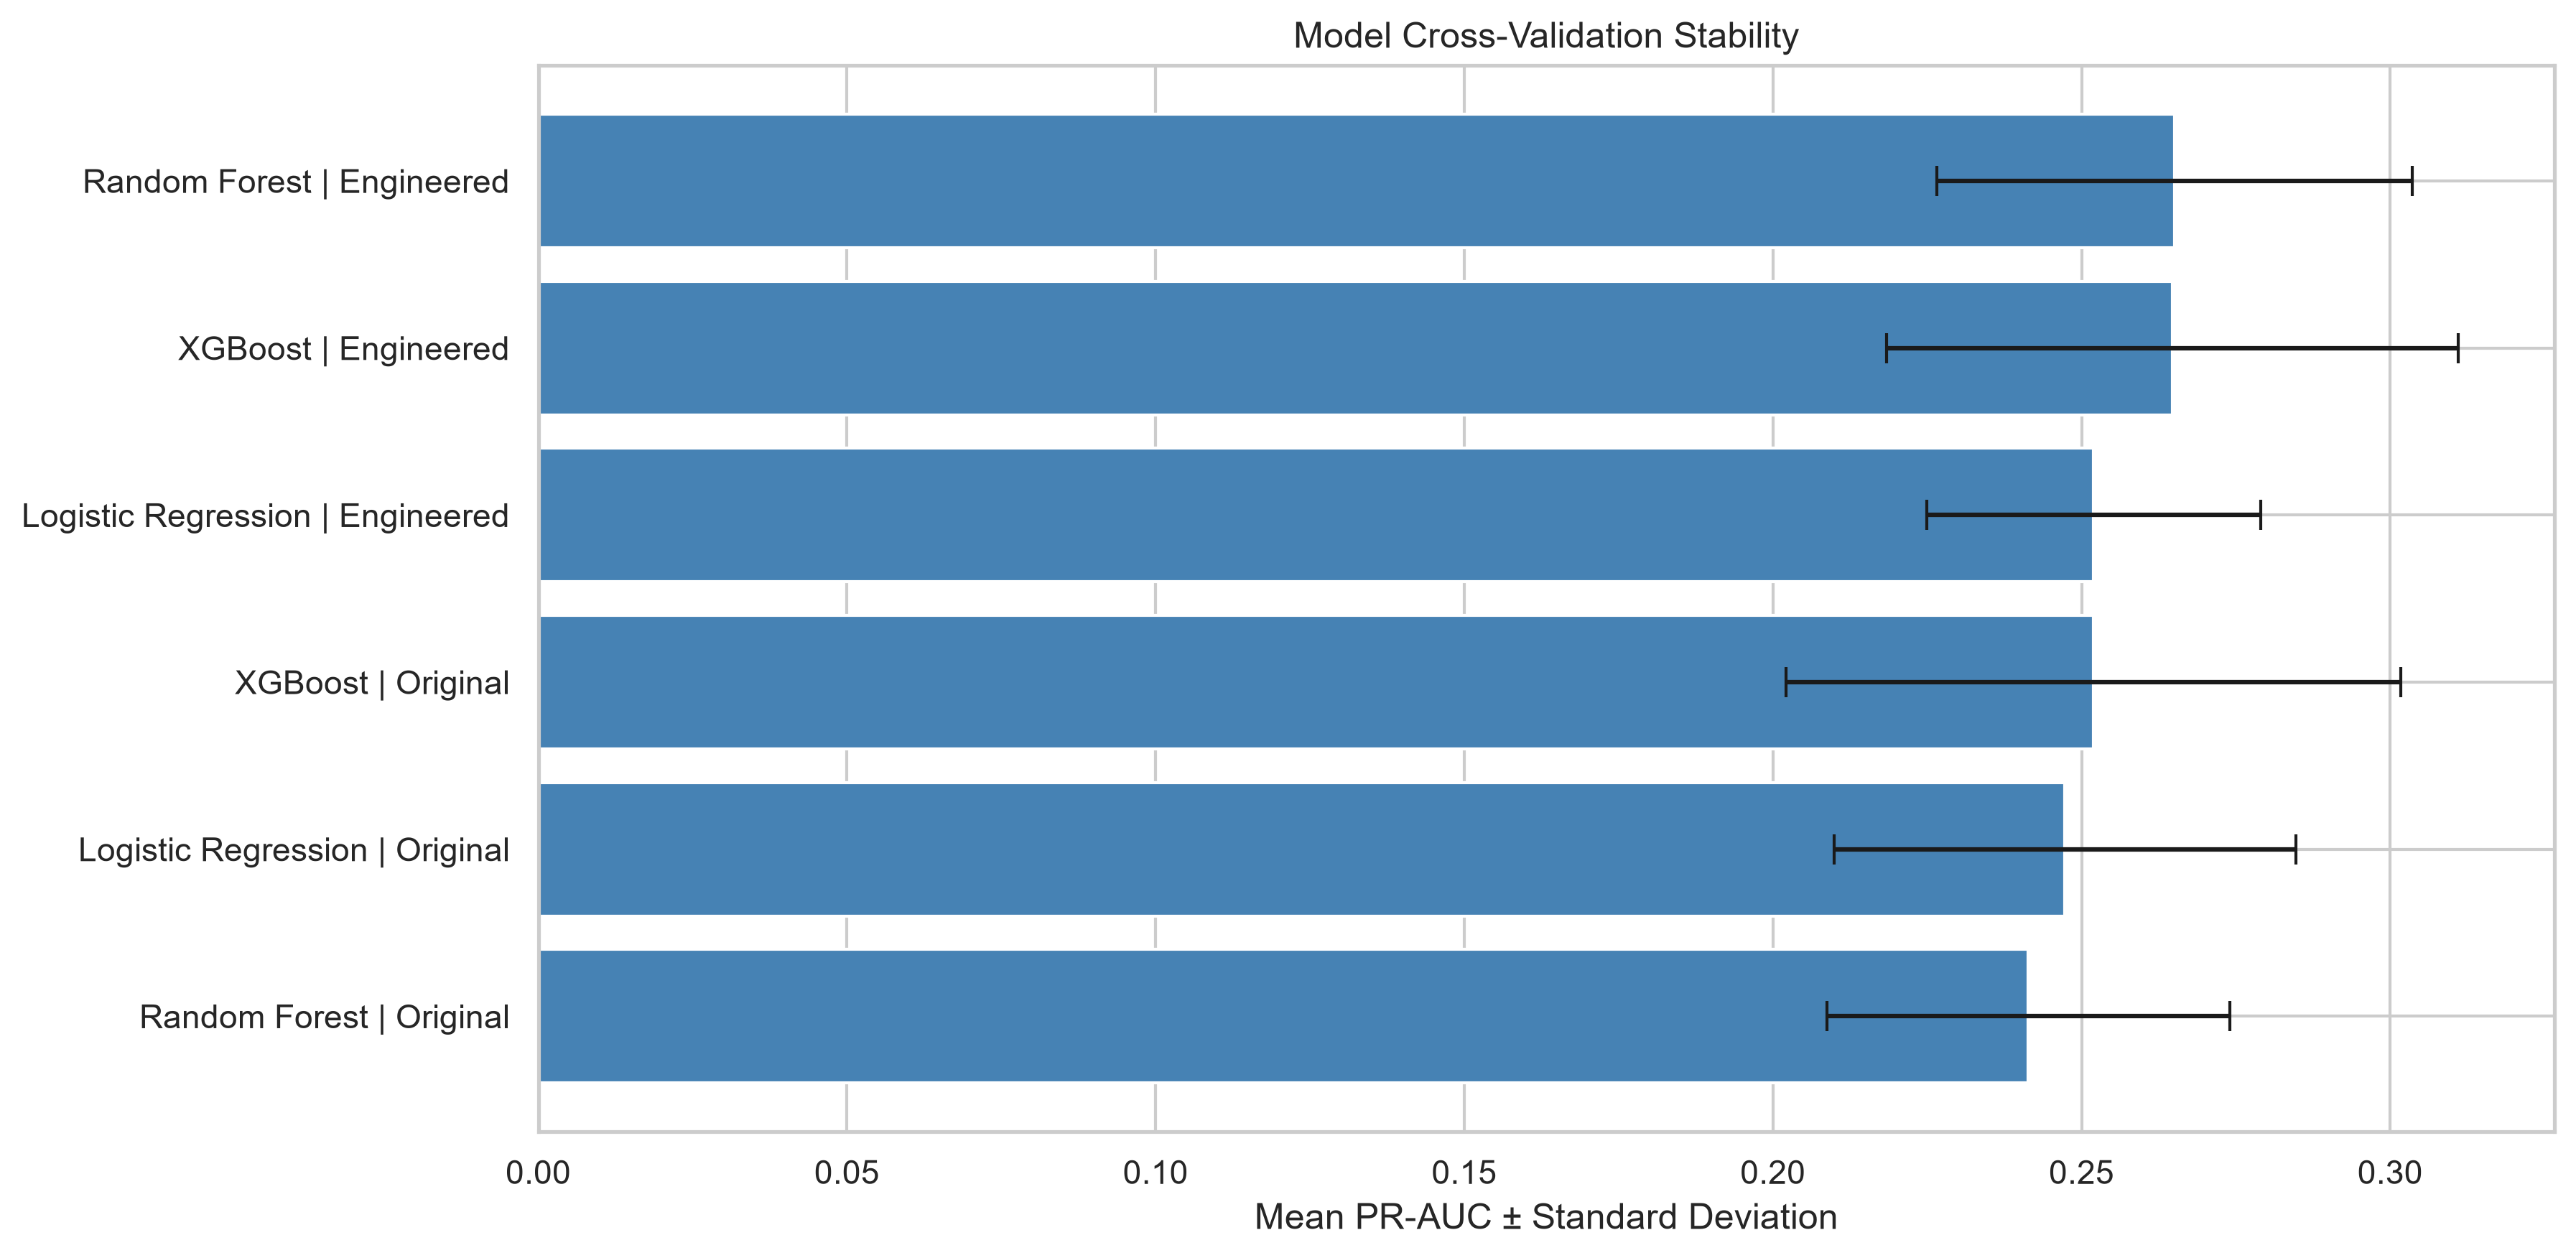 Model Cross-Validation Stability
Random Forest | Engineered
XGBoost | Engineered
Logistic Regression | Engineered
XGBoost | Original
Logistic Regression | Original
Random Forest | Original
0.00 0.05 0.10 0.15 0.20 0.25 0.30
Mean PR-AUC ± Standard Deviation